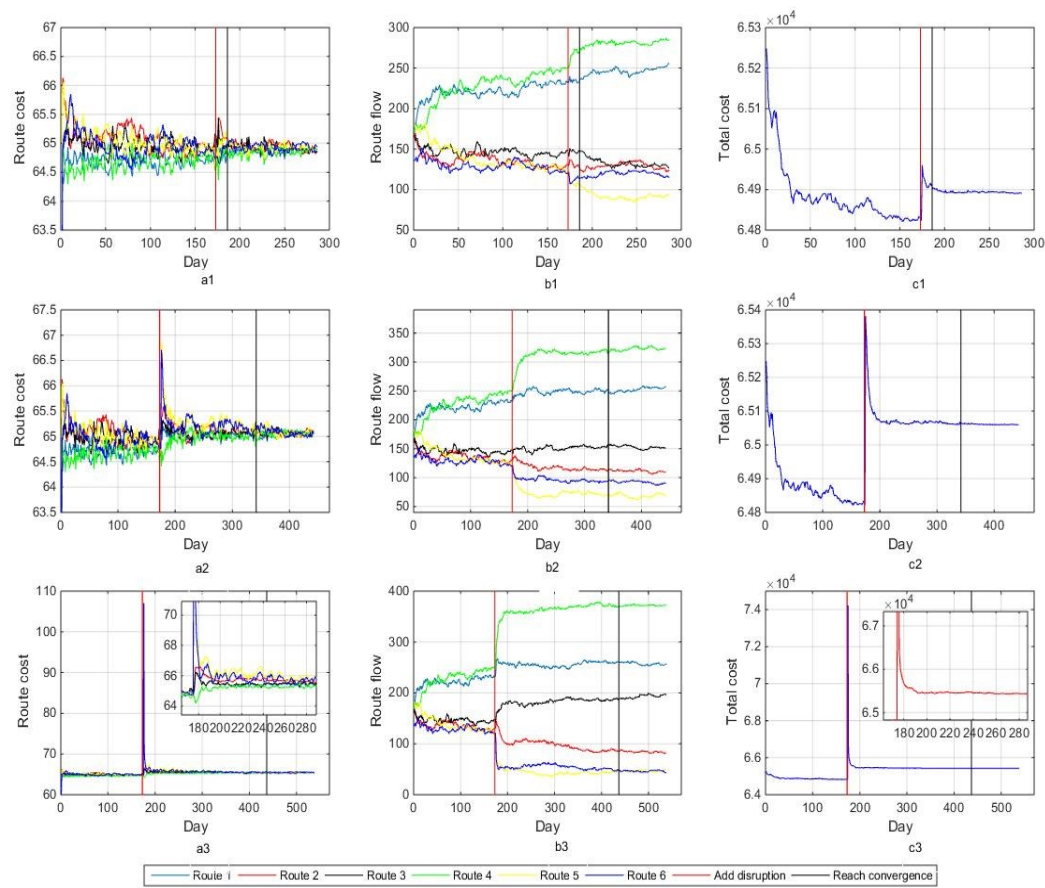 67
66.5
66
65.5
65
64.5
64
63.5
Route cost
0 50 100 150 200 250 300
Day
a1
300
250
200
150
100
50
Route flow
0 50 100 150 200 250 300
Day
b1
×10⁴
6.53
6.52
6.51
6.5
6.49
6.48
Total cost
0 50 100 150 200 250 300
Day
c1
67.5
67
66.5
66
65.5
65
64.5
64
63.5
Route cost
0 100 200 300 400
Day
a2
350
300
250
200
150
100
50
Route flow
0 100 200 300 400
Day
b2
×10⁴
6.54
6.53
6.52
6.51
6.5
6.49
6.48
Total cost
0 100 200 300 400
Day
c2
110
100
90
80
70
60
Route cost
0 100 200 300 400 500
Day
70
68
66
64
180 200 220 240 260 280
a3
400
300
200
100
0
Route flow
0 100 200 300 400 500
Day
b3
×10⁴
7.5
7.4
7.2
7
6.8
6.6
6.4
Total cost
0 100 200 300 400 500
Day
×10⁴
6.7
6.6
6.5
180 200 220 240 260 280
c3
Route 1 Route 2 Route 3 Route 4 Route 5 Route 6 Add disruption Reach convergence